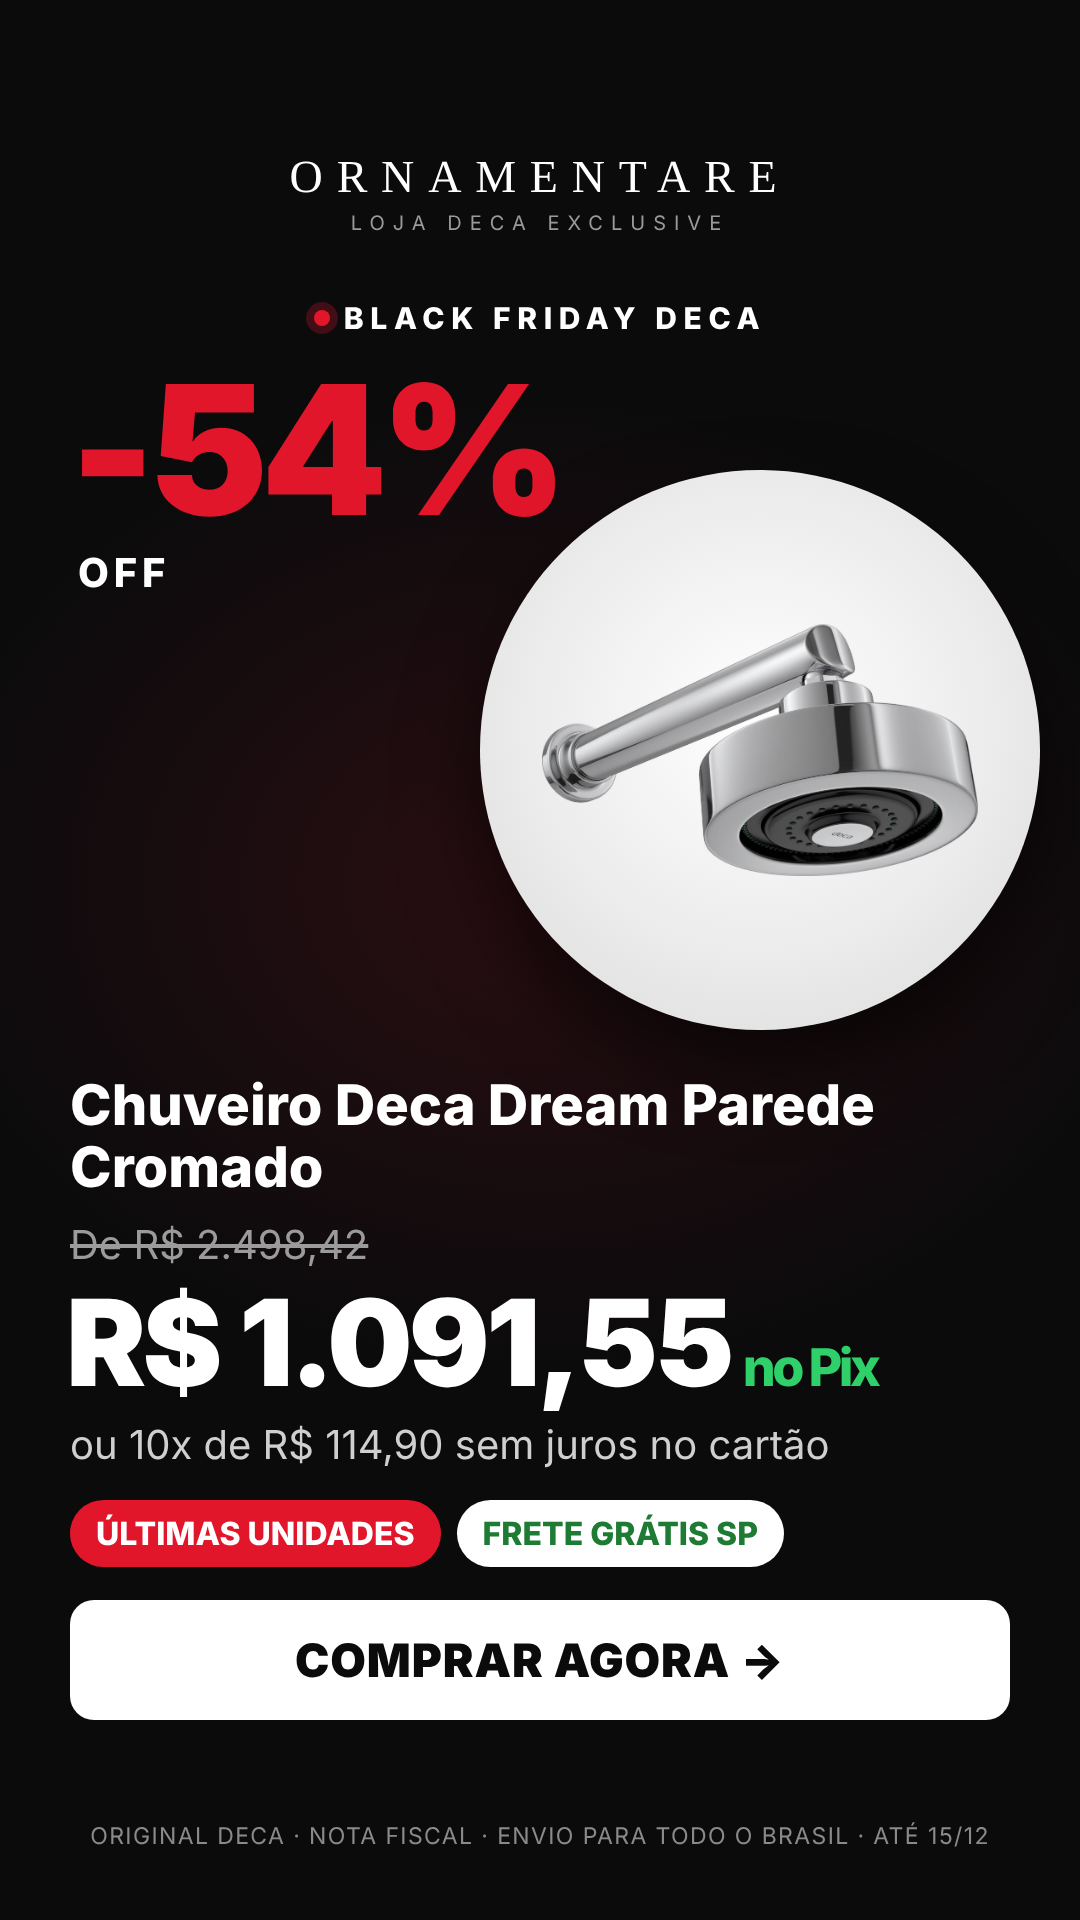 ORNAMENTARE
LOJA DECA EXCLUSIVE
BLACK FRIDAY DECA
-54%
OFF
deca
Chuveiro Deca Dream Parede
Cromado
De R$ 2.498,42
R$ 1.091,55 no Pix
ou 10x de R$ 114,90 sem juros no cartão
ÚLTIMAS UNIDADES
FRETE GRÁTIS SP
COMPRAR AGORA →
ORIGINAL DECA · NOTA FISCAL · ENVIO PARA TODO O BRASIL · ATÉ 15/12